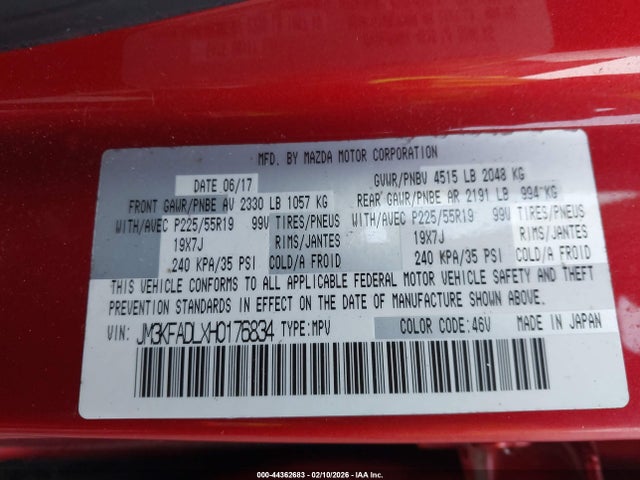 MFD. BY MAZDA MOTOR CORPORATION
DATE 06/17 GVWR/PNBV 4515 LB 2048 KG
FRONT GAWR/PNBE AV 2330 LB 1057 KG REAR GAWR/PNBE AR 2191 LB 994 KG
WITH/AVEC P225/55R19 99V TIRES/PNEUS WITH/AVEC P225/55R19 99V TIRES/PNEUS
19X7J RIMS/JANTES 19X7J RIMS/JANTES
240 KPA/35 PSI COLD/A FROID 240 KPA/35 PSI COLD/A FROID
THIS VEHICLE CONFORMS TO ALL APPLICABLE FEDERAL MOTOR VEHICLE SAFETY AND THEFT
PREVENTION STANDARDS IN EFFECT ON THE DATE OF MANUFACTURE SHOWN ABOVE.
VIN: JM3KFADLXH0176834 TYPE:MPV COLOR CODE:46V MADE IN JAPAN
000-44362683 - 02/10/2026 - IAA Inc.